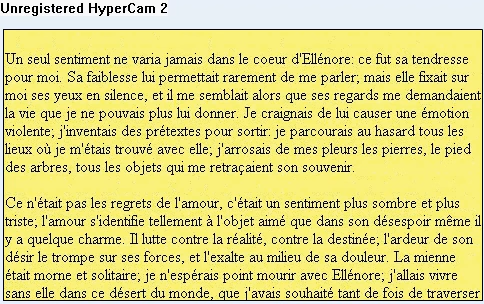 Unregistered HyperCam 2
Un seul sentiment ne varia jamais dans le coeur d'Ellénore: ce fut sa tendresse
pour moi. Sa faiblesse lui permettait rarement de me parler; mais elle fixait sur
moi ses yeux en silence, et il me semblait alors que ses regards me demandaient
la vie que je ne pouvais plus lui donner. Je craignais de lui causer une émotion
violente; j'inventais des prétextes pour sortir: je parcourais au hasard tous les
lieux où je m'étais trouvé avec elle; j'arrosais de mes pleurs les pierres, le pied
des arbres, tous les objets qui me retraçaient son souvenir.
Ce n'était pas les regrets de l'amour, c'était un sentiment plus sombre et plus
triste; l'amour s'identifie tellement à l'objet aimé que dans son désespoir même il
y a quelque charme. Il lutte contre la réalité, contre la destinée; l'ardeur de son
désir le trompe sur ses forces, et l'exalte au milieu de sa douleur. La mienne
était morne et solitaire; je n'espérais point mourir avec Ellénore; j'allais vivre
sans elle dans ce désert du monde, que j'avais souhaité tant de fois de traverser